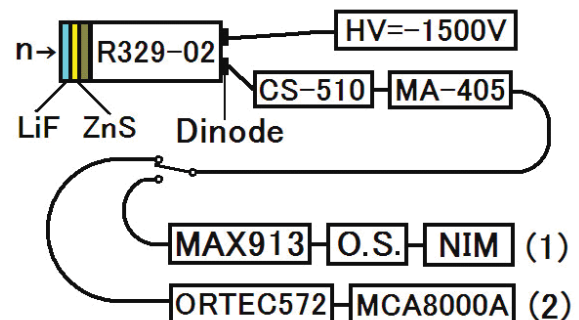 HV=-1500V
n→ R329-02
CS-510 MA-405
LiF ZnS Dinode
MAX913 O.S. NIM (1)
ORTEC572 MCA8000A (2)